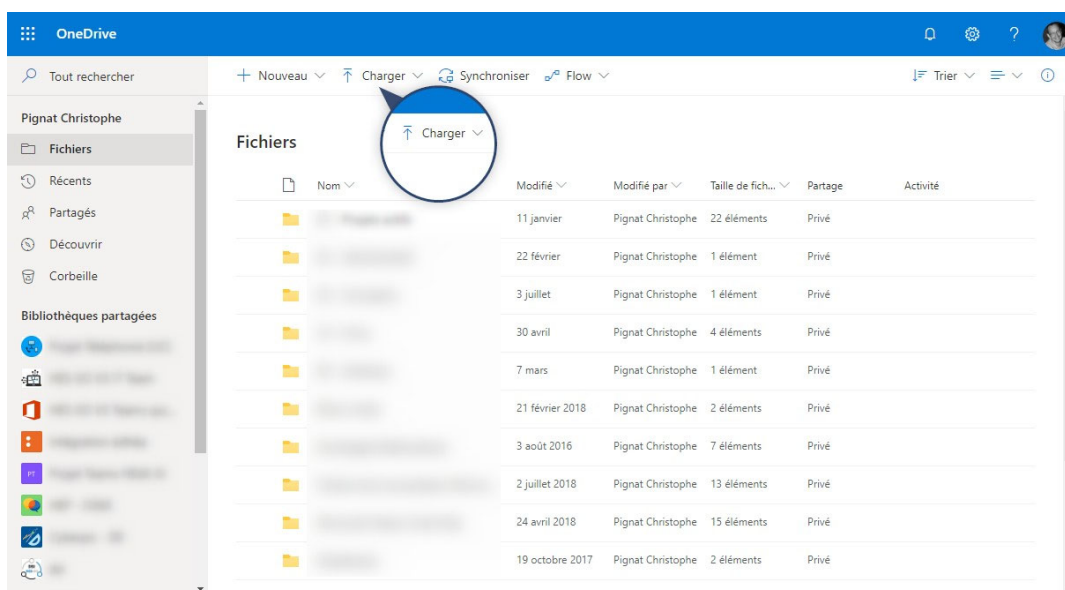 OneDrive
Tout rechercher
Nouveau Charger Synchroniser Flow Trier
Pignat Christophe
Fichiers
Récents
Partagés
Découvrir
Corbeille
Bibliothèques partagées
PT
Charger
Fichiers
Nom Modifié Modifié par Taille de fich... Partage Activité
11 janvier Pignat Christophe 22 éléments Privé
22 février Pignat Christophe 1 élément Privé
3 juillet Pignat Christophe 1 élément Privé
30 avril Pignat Christophe 4 éléments Privé
7 mars Pignat Christophe 1 élément Privé
21 février 2018 Pignat Christophe 2 éléments Privé
3 août 2016 Pignat Christophe 7 éléments Privé
2 juillet 2018 Pignat Christophe 13 éléments Privé
24 avril 2018 Pignat Christophe 15 éléments Privé
19 octobre 2017 Pignat Christophe 2 éléments Privé